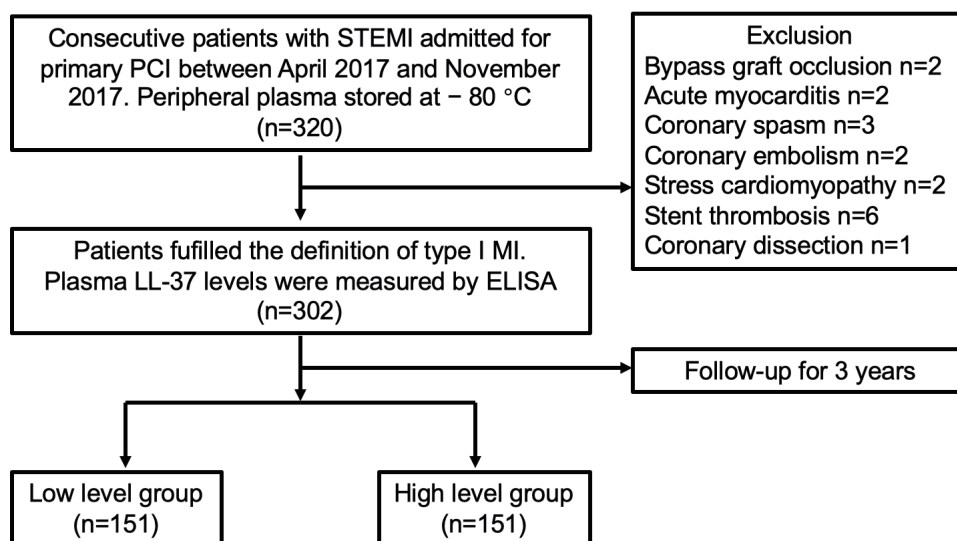 Consecutive patients with STEMI admitted for
primary PCI between April 2017 and November
2017. Peripheral plasma stored at − 80 °C
(n=320)
Exclusion
Bypass graft occlusion n=2
Acute myocarditis n=2
Coronary spasm n=3
Coronary embolism n=2
Stress cardiomyopathy n=2
Stent thrombosis n=6
Coronary dissection n=1
Patients fufilled the definition of type I MI.
Plasma LL-37 levels were measured by ELISA
(n=302)
Follow-up for 3 years
Low level group
(n=151)
High level group
(n=151)